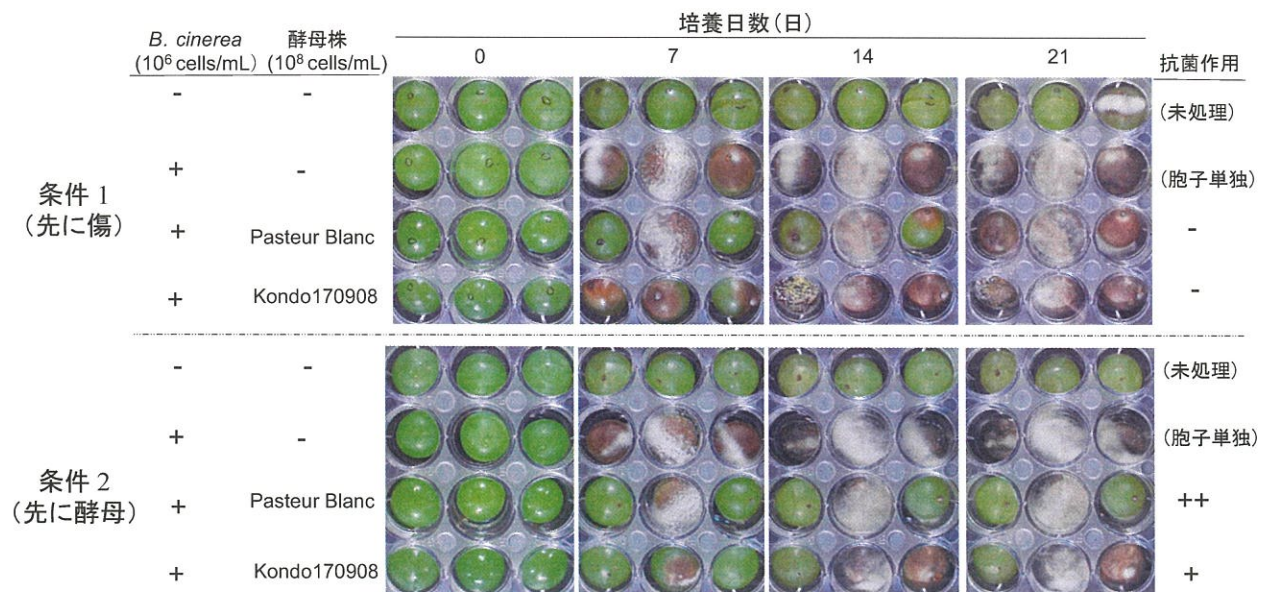 培養日数(日)
B. cinerea
(10⁶ cells/mL)
酵母株
(10⁸ cells/mL)
0
7
14
21
抗菌作用
条件 1
(先に傷)
- - (未処理)
+ - (胞子単独)
+ Pasteur Blanc -
+ Kondo170908 -
条件 2
(先に酵母)
- - (未処理)
+ - (胞子単独)
+ Pasteur Blanc ++
+ Kondo170908 +